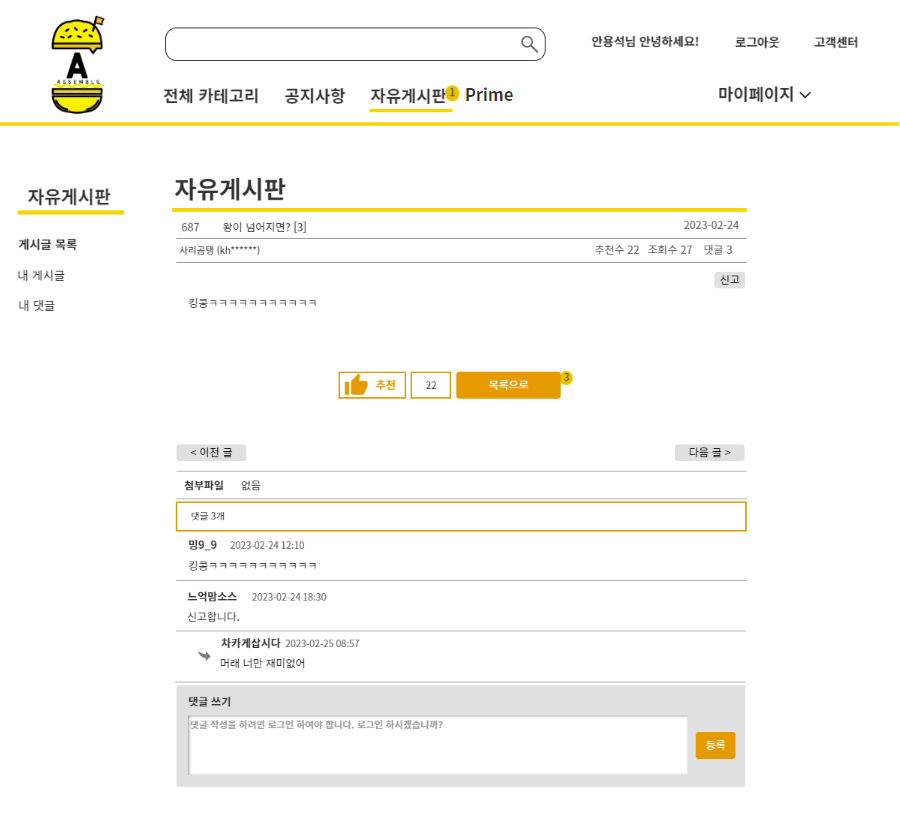 안용석님 안녕하세요!
로그아웃
고객센터
A
ASSEMBLE
전체 카테고리
공지사항
자유게시판
1
Prime
마이페이지
자유게시판
게시글 목록
내 게시글
내 댓글
자유게시판
687 왕이 넘어지면? [3] 2023-02-24
사리곰탱 (kh******) 추천수 22 조회수 27 댓글 3
신고
킹콩ㅋㅋㅋㅋㅋㅋㅋㅋㅋㅋㅋ
추천
22
목록으로
3
< 이전 글
다음 글 >
첨부파일 없음
댓글 3개
밍9_9 2023-02-24 12:10
킹콩ㅋㅋㅋㅋㅋㅋㅋㅋㅋㅋㅋ
느억맘소스 2023-02-24 18:30
신고합니다.
차카게삽시다 2023-02-25 08:57
머래 너만 재미없어
댓글 쓰기
댓글 작성을 하려면 로그인 하여야 합니다. 로그인 하시겠습니까?
등록